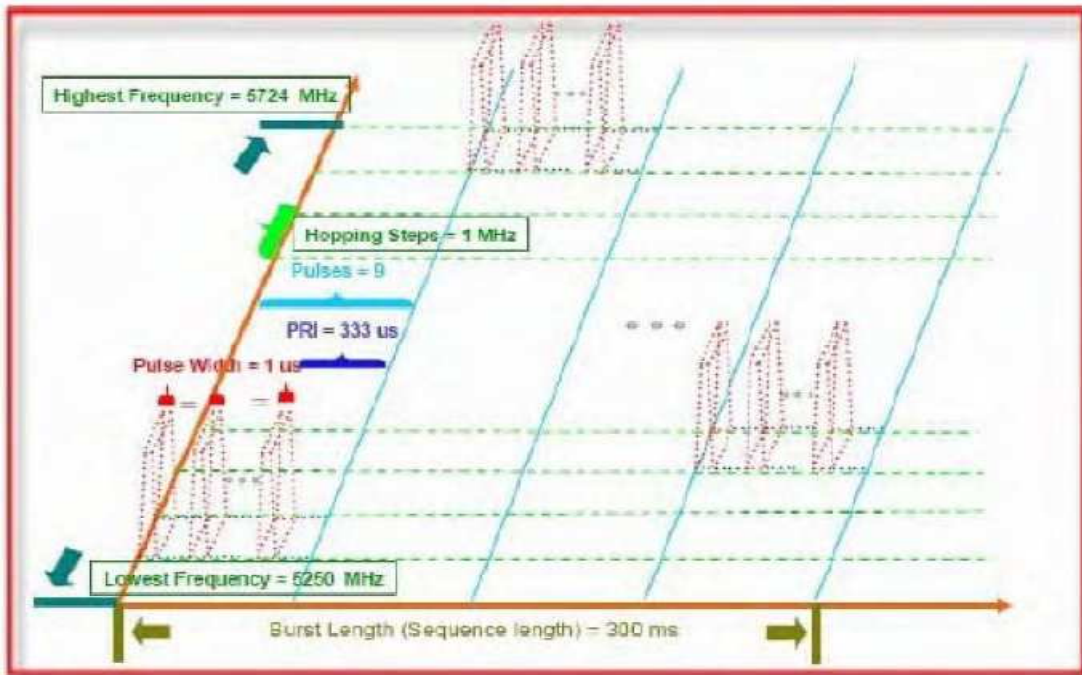 Highest Frequency = 5724 MHz
Hopping Steps = 1 MHz
Pulses = 9
PRI = 333 us
Pulse Width = 1 us
Lowest Frequency = 5250 MHz
Burst Length (Sequence length) = 300 ms